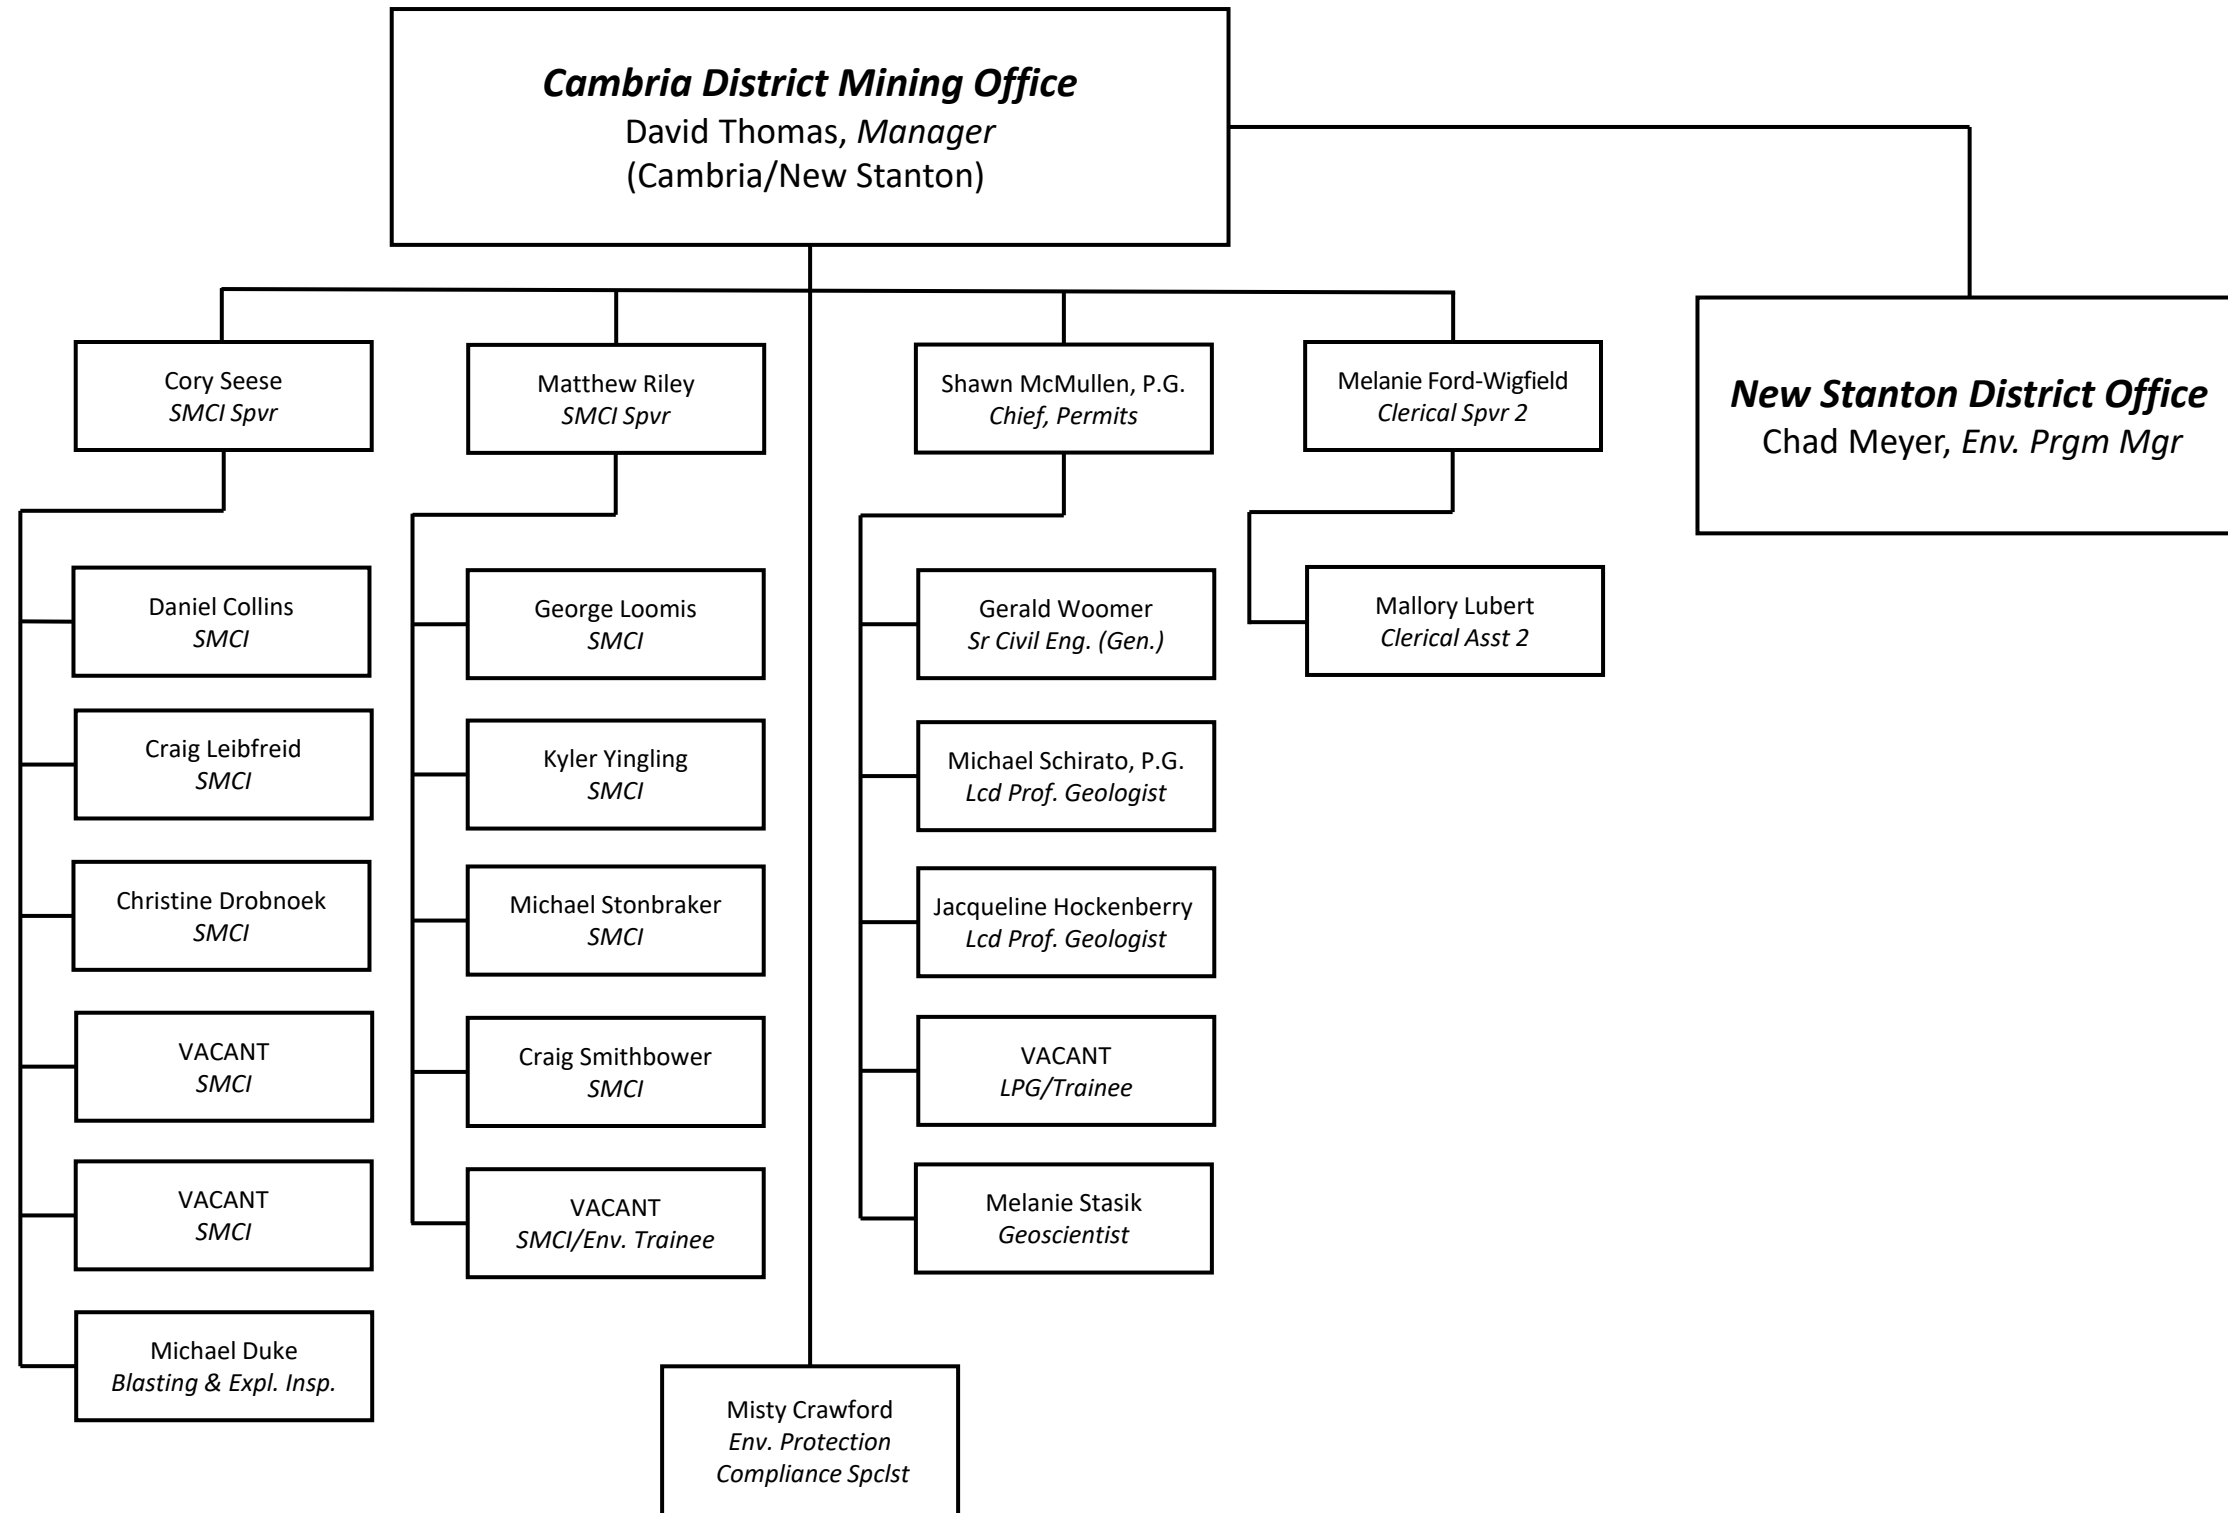 Cambria District Mining Office
David Thomas, Manager
(Cambria/New Stanton)
Cory Seese
SMCI Spvr
Matthew Riley
SMCI Spvr
Shawn McMullen, P.G.
Chief, Permits
Melanie Ford-Wigfield
Clerical Spvr 2
New Stanton District Office
Chad Meyer, Env. Prgm Mgr
Daniel Collins
SMCI
Craig Leibfreid
SMCI
Christine Drobnoek
SMCI
VACANT
SMCI
VACANT
SMCI
Michael Duke
Blasting & Expl. Insp.
George Loomis
SMCI
Kyler Yingling
SMCI
Michael Stonbraker
SMCI
Craig Smithbower
SMCI
VACANT
SMCI/Env. Trainee
Gerald Woomer
Sr Civil Eng. (Gen.)
Michael Schirato, P.G.
Lcd Prof. Geologist
Jacqueline Hockenberry
Lcd Prof. Geologist
VACANT
LPG/Trainee
Melanie Stasik
Geoscientist
Mallory Lubert
Clerical Asst 2
Misty Crawford
Env. Protection
Compliance Spclst